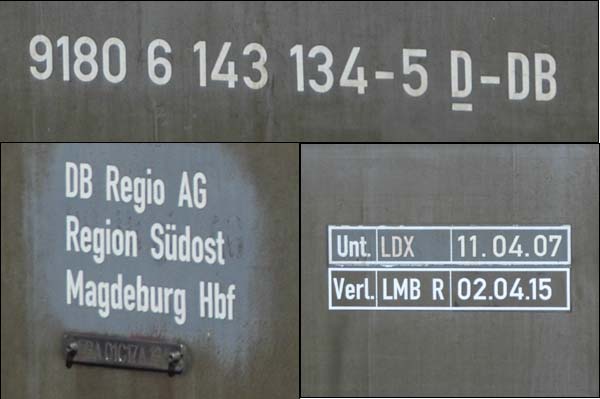 9180 6 143 134-5 D-DB
DB Regio AG
Region Südost
Magdeburg Hbf
Unt. LDX 11.04.07
Verl. LMB R 02.04.15